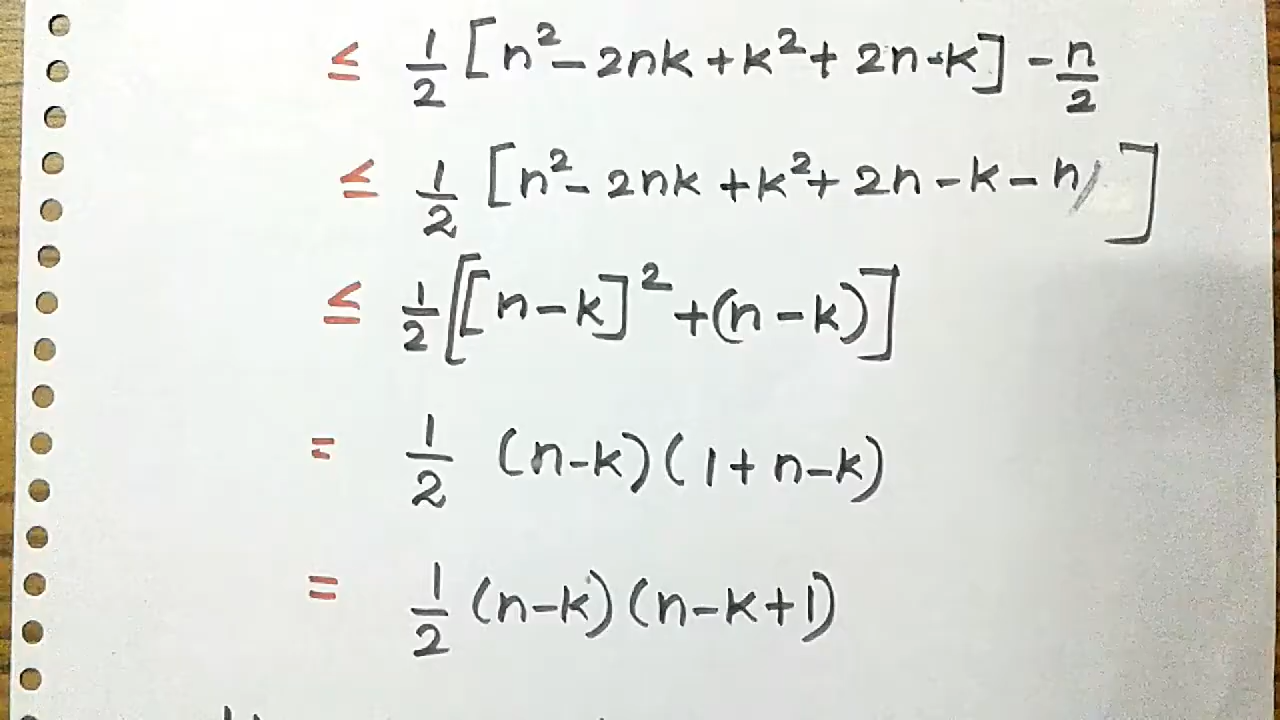 ≤ 1/2 [n² - 2nk + k² + 2n - k] - n/2
≤ 1/2 [n² - 2nk + k² + 2n - k - n]
≤ 1/2 [[n - k]² + (n - k)]
= 1/2 (n-k)(1 + n - k)
= 1/2 (n-k)(n-k+1)